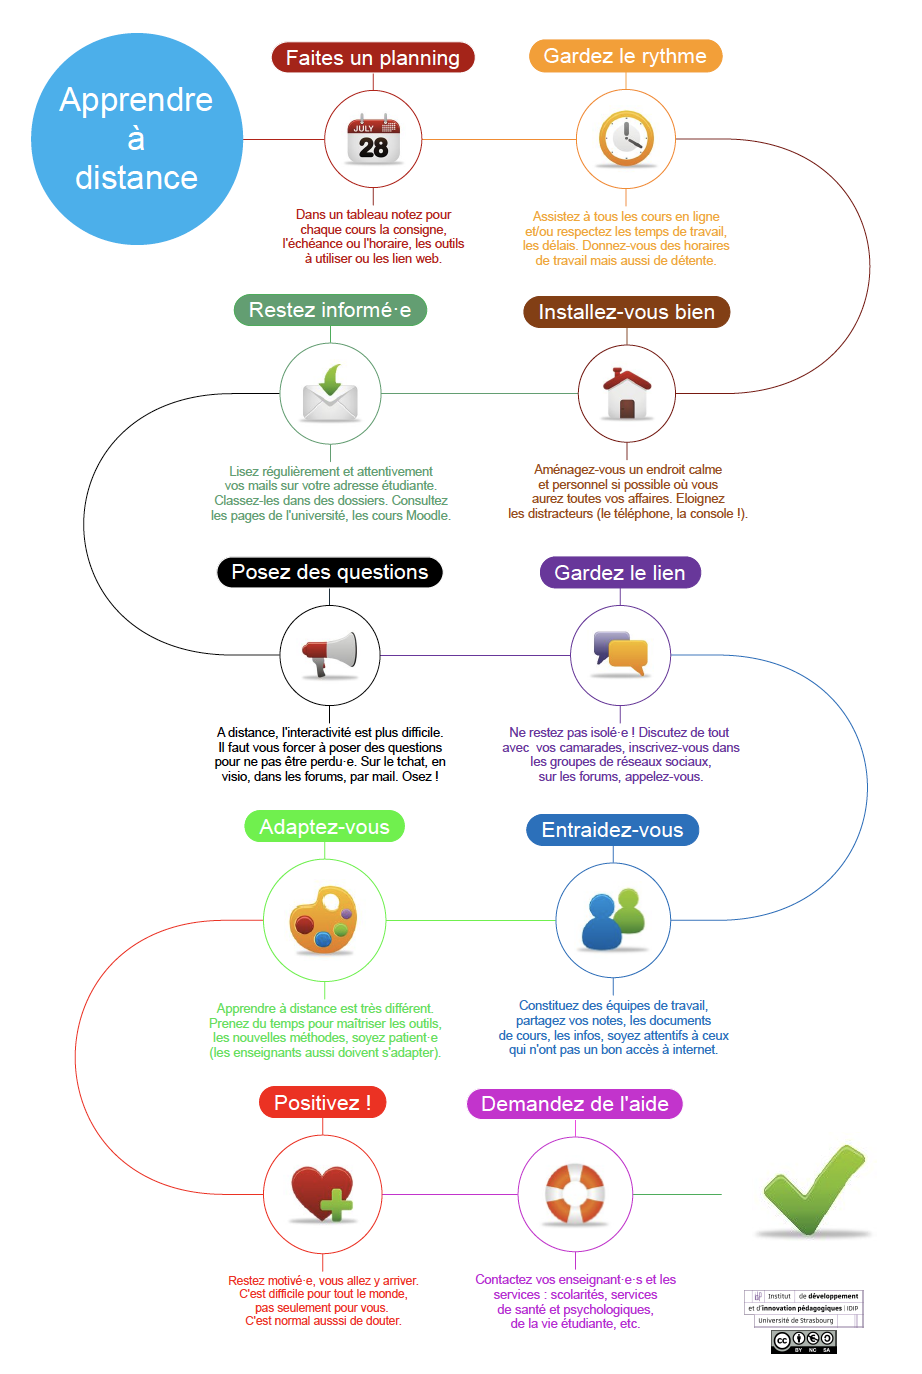 Apprendre
à
distance
Faites un planning
JULY
28
Dans un tableau notez pour
chaque cours la consigne,
l'échéance ou l'horaire, les outils
à utiliser ou les lien web.
Gardez le rythme
Assistez à tous les cours en ligne
et/ou respectez les temps de travail,
les délais. Donnez-vous des horaires
de travail mais aussi de détente.
Installez-vous bien
Aménagez-vous un endroit calme
et personnel si possible où vous
aurez toutes vos affaires. Eloignez
les distracteurs (le téléphone, la console !).
Restez informé·e
Lisez régulièrement et attentivement
vos mails sur votre adresse étudiante.
Classez-les dans des dossiers. Consultez
les pages de l'université, les cours Moodle.
Posez des questions
A distance, l'interactivité est plus difficile.
Il faut vous forcer à poser des questions
pour ne pas être perdu·e. Sur le tchat, en
visio, dans les forums, par mail. Osez !
Gardez le lien
Ne restez pas isolé·e ! Discutez de tout
avec vos camarades, inscrivez-vous dans
les groupes de réseaux sociaux,
sur les forums, appelez-vous.
Entraidez-vous
Constituez des équipes de travail,
partagez vos notes, les documents
de cours, les infos, soyez attentifs à ceux
qui n'ont pas un bon accès à internet.
Adaptez-vous
Apprendre à distance est très différent.
Prenez du temps pour maîtriser les outils,
les nouvelles méthodes, soyez patient·e
(les enseignants aussi doivent s'adapter).
Positivez !
Restez motivé·e, vous allez y arriver.
C'est difficile pour tout le monde,
pas seulement pour vous.
C'est normal ausssi de douter.
Demandez de l'aide
Contactez vos enseignant·e·s et les
services : scolarités, services
de santé et psychologiques,
de la vie étudiante, etc.
Institut de développement
et d'innovation pédagogiques | IDIP
Université de Strasbourg
cc
BY NC SA